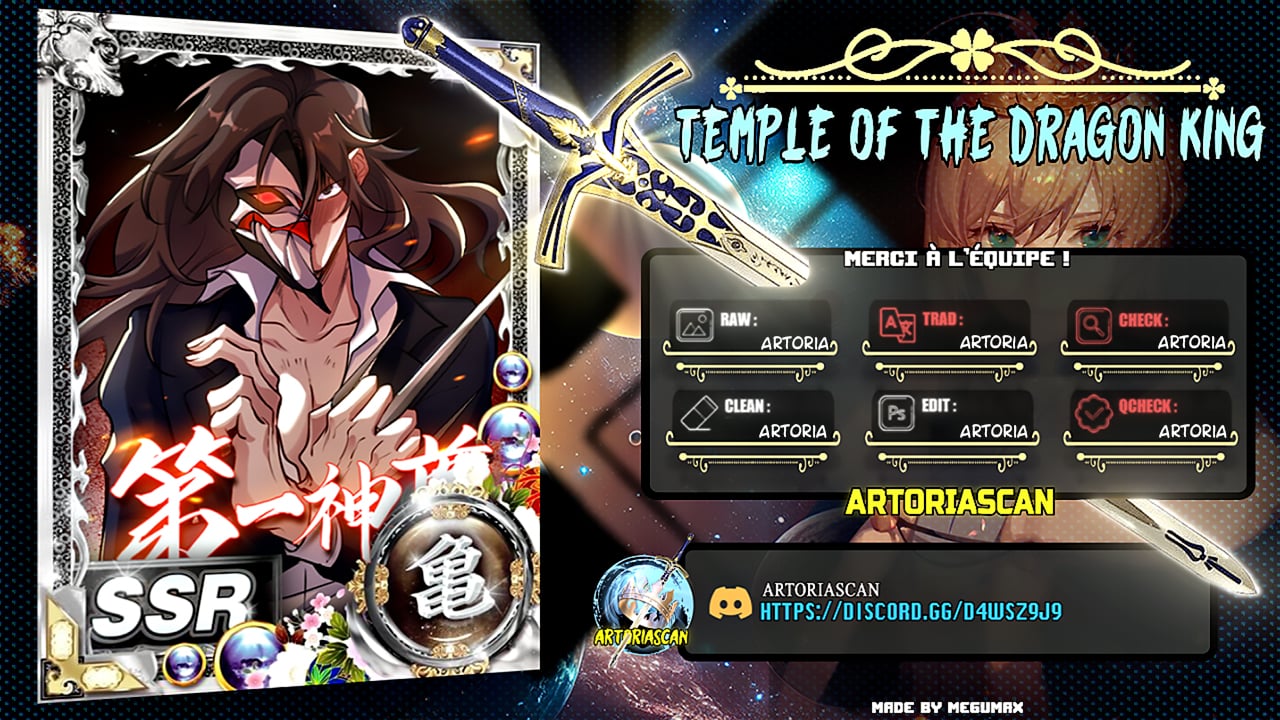 TEMPLE OF THE DRAGON KING
MERCI À L'ÉQUIPE !
RAW:
ARTORIA
TRAD:
ARTORIA
CHECK:
ARTORIA
CLEAN:
ARTORIA
Ps
EDIT:
ARTORIA
QCHECK:
ARTORIA
ARTORIASCAN
ARTORIASCAN
HTTPS://DISCORD.GG/D4WSZ9J9
ARTORIASCAN
第一神
亀
SSR
MADE BY MEGUMAX